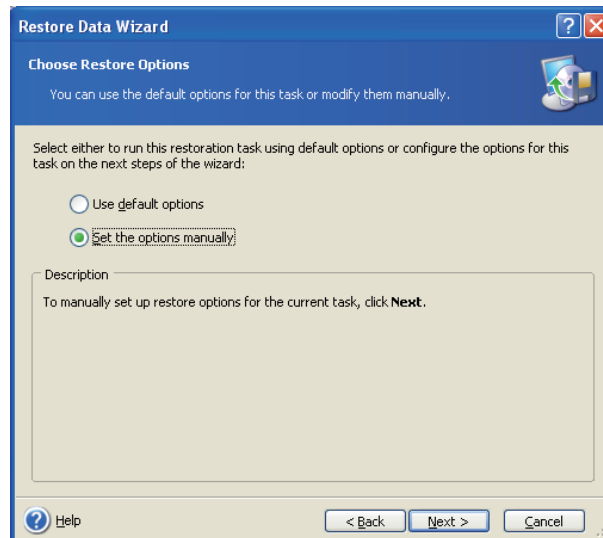 Restore Data Wizard
Choose Restore Options
You can use the default options for this task or modify them manually.
Select either to run this restoration task using default options or configure the options for this
task on the next steps of the wizard:
Use default options
Set the options manually
Description
To manually set up restore options for the current task, click Next.
Help
< Back
Next >
Cancel